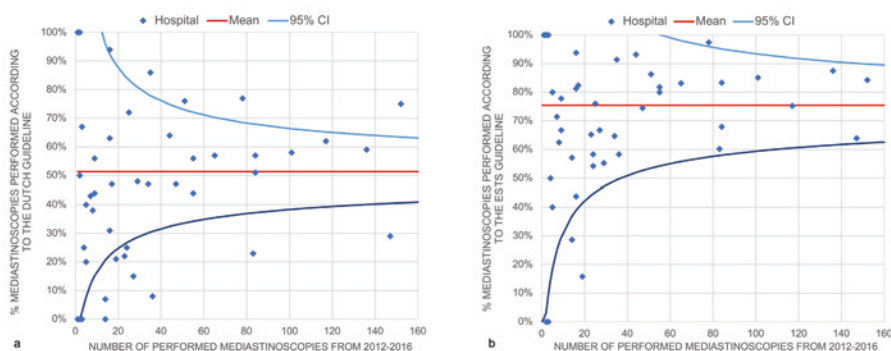 Hospital Mean 95% CI
100%
90%
80%
70%
60%
50%
40%
30%
20%
10%
0%
% MEDIASTINOSCOPIES PERFORMED ACCORDING
TO THE DUTCH GUIDELINE
0 20 40 60 80 100 120 140 160
NUMBER OF PERFORMED MEDIASTINOSCOPIES FROM 2012-2016
a
Hospital Mean 95% CI
100%
90%
80%
70%
60%
50%
40%
30%
20%
10%
0%
% MEDIASTINOSCOPIES PERFORMED ACCORDING
TO THE ESTS GUIDELINE
0 20 40 60 80 100 120 140 160
NUMBER OF PERFORMED MEDIASTINOSCOPIES FROM 2012-2016
b